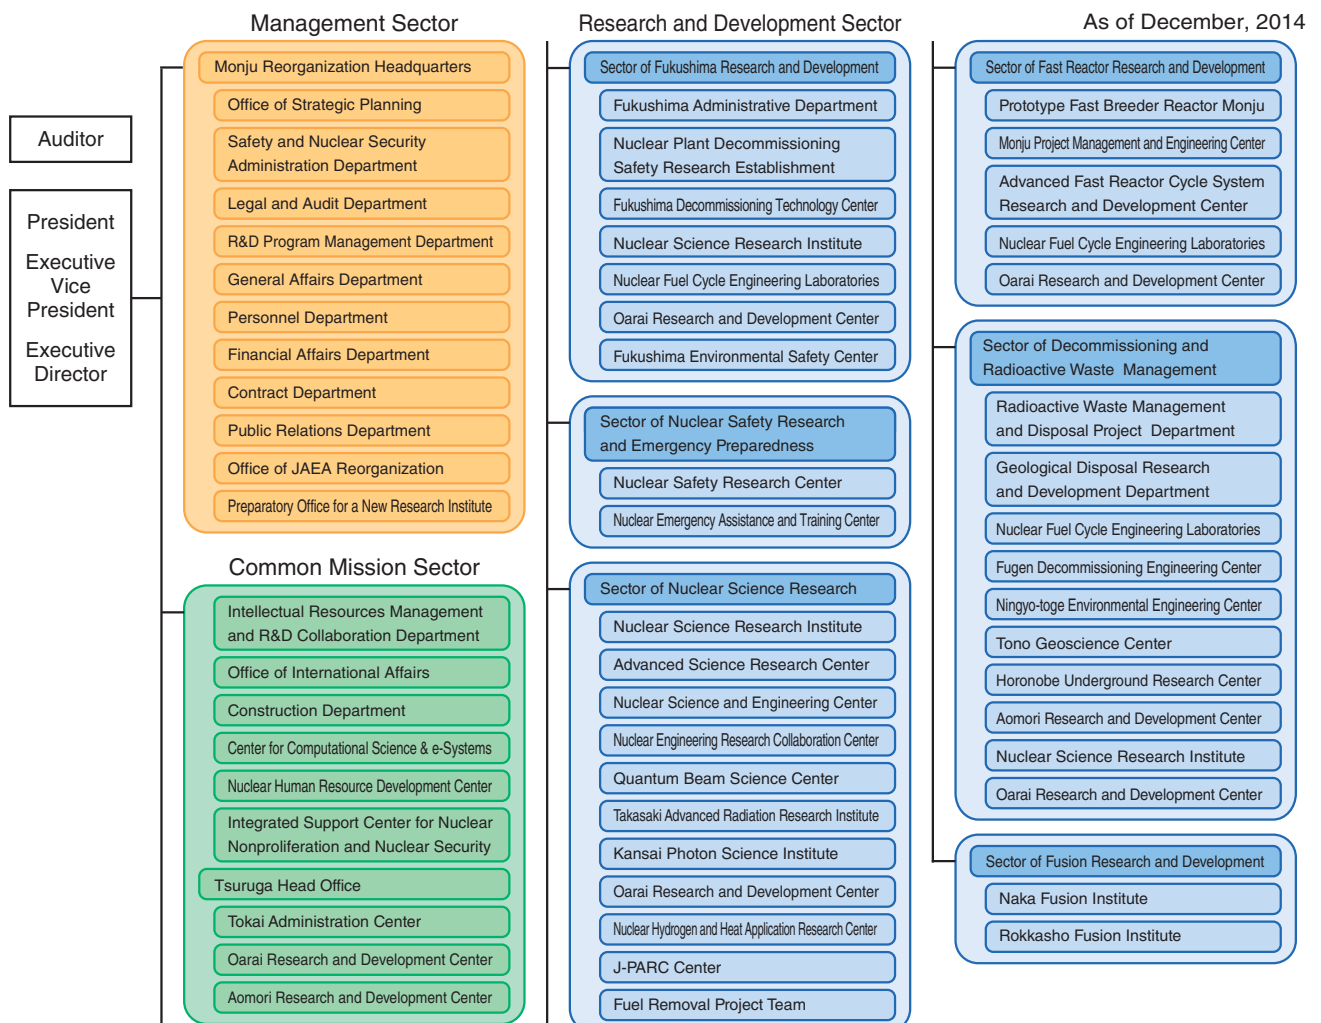 Management Sector
Research and Development Sector
As of December, 2014
Auditor
President
Executive
Vice
President
Executive
Director
Monju Reorganization Headquarters
Office of Strategic Planning
Safety and Nuclear Security
Administration Department
Legal and Audit Department
R&D Program Management Department
General Affairs Department
Personnel Department
Financial Affairs Department
Contract Department
Public Relations Department
Office of JAEA Reorganization
Preparatory Office for a New Research Institute
Common Mission Sector
Intellectual Resources Management
and R&D Collaboration Department
Office of International Affairs
Construction Department
Center for Computational Science & e-Systems
Nuclear Human Resource Development Center
Integrated Support Center for Nuclear
Nonproliferation and Nuclear Security
Tsuruga Head Office
Tokai Administration Center
Oarai Research and Development Center
Aomori Research and Development Center
Sector of Fukushima Research and Development
Fukushima Administrative Department
Nuclear Plant Decommissioning
Safety Research Establishment
Fukushima Decommissioning Technology Center
Nuclear Science Research Institute
Nuclear Fuel Cycle Engineering Laboratories
Oarai Research and Development Center
Fukushima Environmental Safety Center
Sector of Nuclear Safety Research
and Emergency Preparedness
Nuclear Safety Research Center
Nuclear Emergency Assistance and Training Center
Sector of Nuclear Science Research
Nuclear Science Research Institute
Advanced Science Research Center
Nuclear Science and Engineering Center
Nuclear Engineering Research Collaboration Center
Quantum Beam Science Center
Takasaki Advanced Radiation Research Institute
Kansai Photon Science Institute
Oarai Research and Development Center
Nuclear Hydrogen and Heat Application Research Center
J-PARC Center
Fuel Removal Project Team
Sector of Fast Reactor Research and Development
Prototype Fast Breeder Reactor Monju
Monju Project Management and Engineering Center
Advanced Fast Reactor Cycle System
Research and Development Center
Nuclear Fuel Cycle Engineering Laboratories
Oarai Research and Development Center
Sector of Decommissioning and
Radioactive Waste Management
Radioactive Waste Management
and Disposal Project Department
Geological Disposal Research
and Development Department
Nuclear Fuel Cycle Engineering Laboratories
Fugen Decommissioning Engineering Center
Ningyo-toge Environmental Engineering Center
Tono Geoscience Center
Horonobe Underground Research Center
Aomori Research and Development Center
Nuclear Science Research Institute
Oarai Research and Development Center
Sector of Fusion Research and Development
Naka Fusion Institute
Rokkasho Fusion Institute